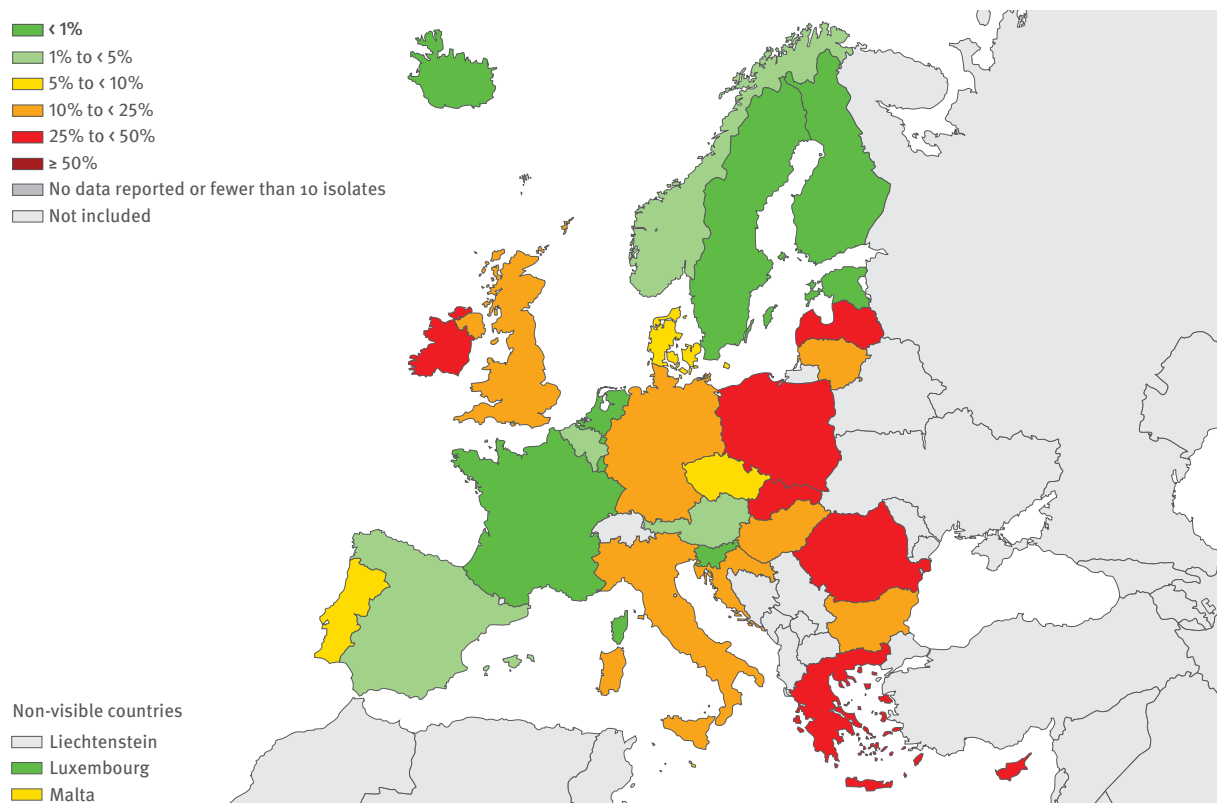 < 1%
1% to < 5%
5% to < 10%
10% to < 25%
25% to < 50%
≥ 50%
No data reported or fewer than 10 isolates
Not included
Non-visible countries
Liechtenstein
Luxembourg
Malta